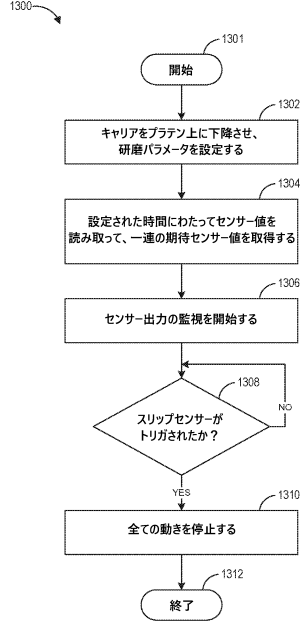 1300
1301
開始
1302
キャリアをプラテン上に下降させ、
研磨パラメータを設定する
1304
設定された時間にわたってセンサー値を
読み取って、一連の期待センサー値を取得する
1306
センサー出力の監視を開始する
1308
スリップセンサーが
トリガされたか？
NO
YES
1310
全ての動きを停止する
1312
終了